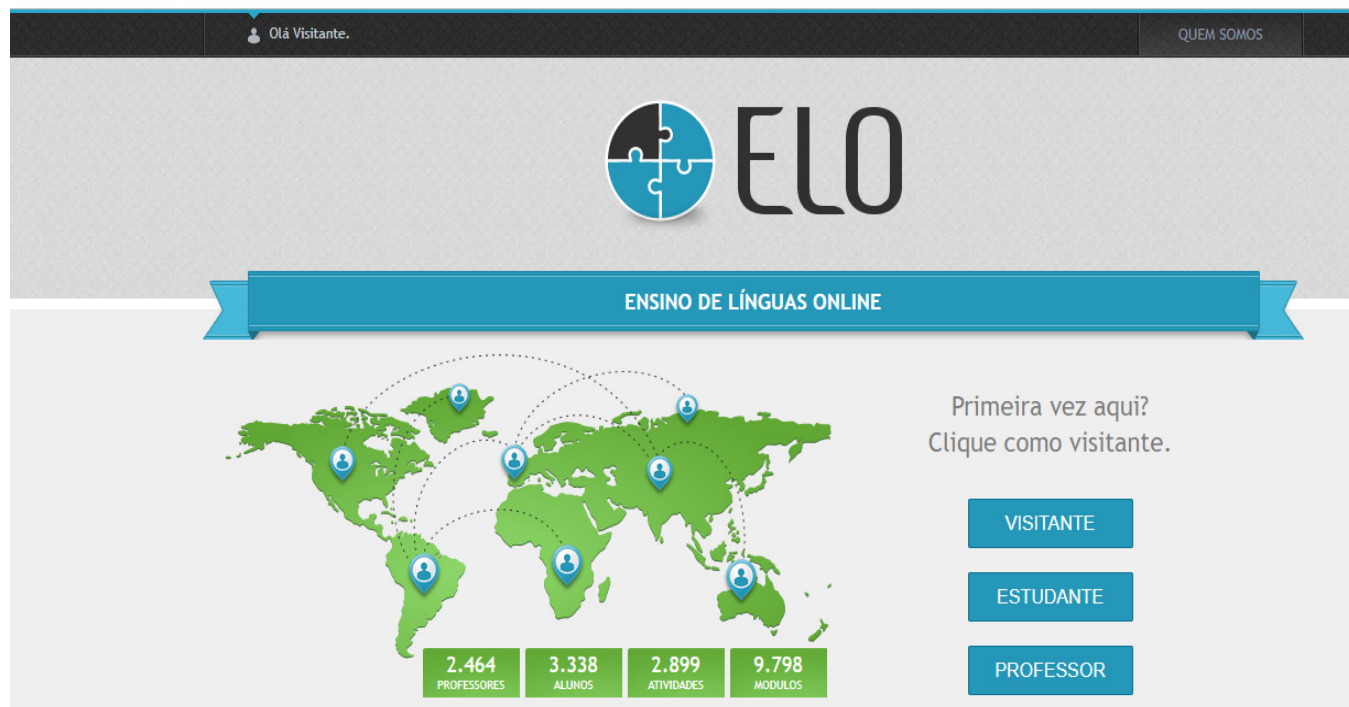 Olá Visitante.
QUEM SOMOS
ELO
ENSINO DE LÍNGUAS ONLINE
Primeira vez aqui?
Clique como visitante.
VISITANTE
ESTUDANTE
PROFESSOR
2.464
PROFESSORES
3.338
ALUNOS
2.899
ATIVIDADES
9.798
MODULOS